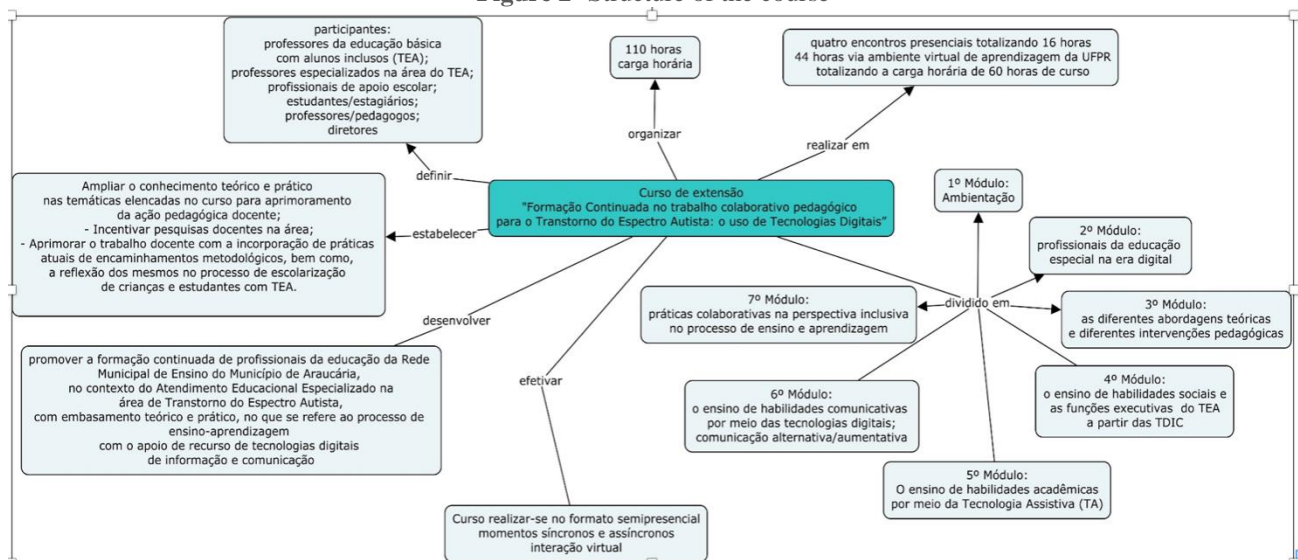 Figure 2- Structure of the course
participantes:
professores da educação básica
com alunos inclusos (TEA);
professores especializados na área do TEA;
profissionais de apoio escolar;
estudantes/estagiários;
professores/pedagogos;
diretores
110 horas
carga horária
quatro encontros presenciais totalizando 16 horas
44 horas via ambiente virtual de aprendizagem da UFPR
totalizando a carga horária de 60 horas de curso
organizar
realizar em
definir
Curso de extensão
"Formação Continuada no trabalho colaborativo pedagógico
para o Transtorno do Espectro Autista: o uso de Tecnologias Digitais”
Ampliar o conhecimento teórico e prático
nas temáticas elencadas no curso para aprimoramento
da ação pedagógica docente;
- Incentivar pesquisas docentes na área;
- Aprimorar o trabalho docente com a incorporação de práticas
atuais de encaminhamentos metodológicos, bem como,
a reflexão dos mesmos no processo de escolarização
de crianças e estudantes com TEA.
estabelecer
1º Módulo:
Ambientação
2º Módulo:
profissionais da educação
especial na era digital
dividido em
3º Módulo:
as diferentes abordagens teóricas
e diferentes intervenções pedagógicas
7º Módulo:
práticas colaborativas na perspectiva inclusiva
no processo de ensino e aprendizagem
desenvolver
promover a formação continuada de profissionais da educação da Rede
Municipal de Ensino do Município de Araucária,
no contexto do Atendimento Educacional Especializado na
área de Transtorno do Espectro Autista,
com embasamento teórico e prático, no que se refere ao processo de
ensino-aprendizagem
com o apoio de recurso de tecnologias digitais
de informação e comunicação
efetivar
6º Módulo:
o ensino de habilidades comunicativas
por meio das tecnologias digitais;
comunicação alternativa/aumentativa
4º Módulo:
o ensino de habilidades sociais e
as funções executivas do TEA
a partir das TDIC
5º Módulo:
O ensino de habilidades acadêmicas
por meio da Tecnologia Assistiva (TA)
Curso realizar-se no formato semipresencial
momentos síncronos e assíncronos
interação virtual